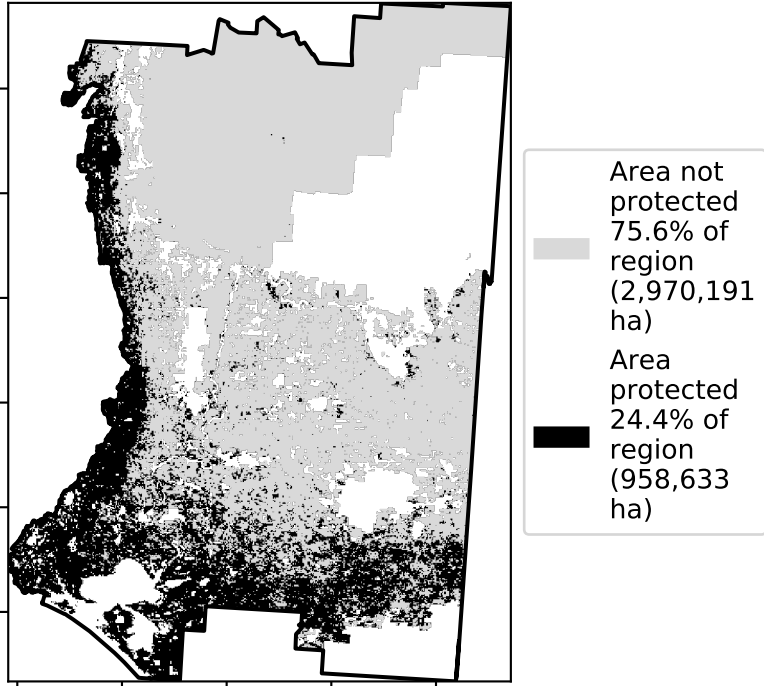 Area not
protected
75.6% of
region
(2,970,191
ha)
Area
protected
24.4% of
region
(958,633
ha)